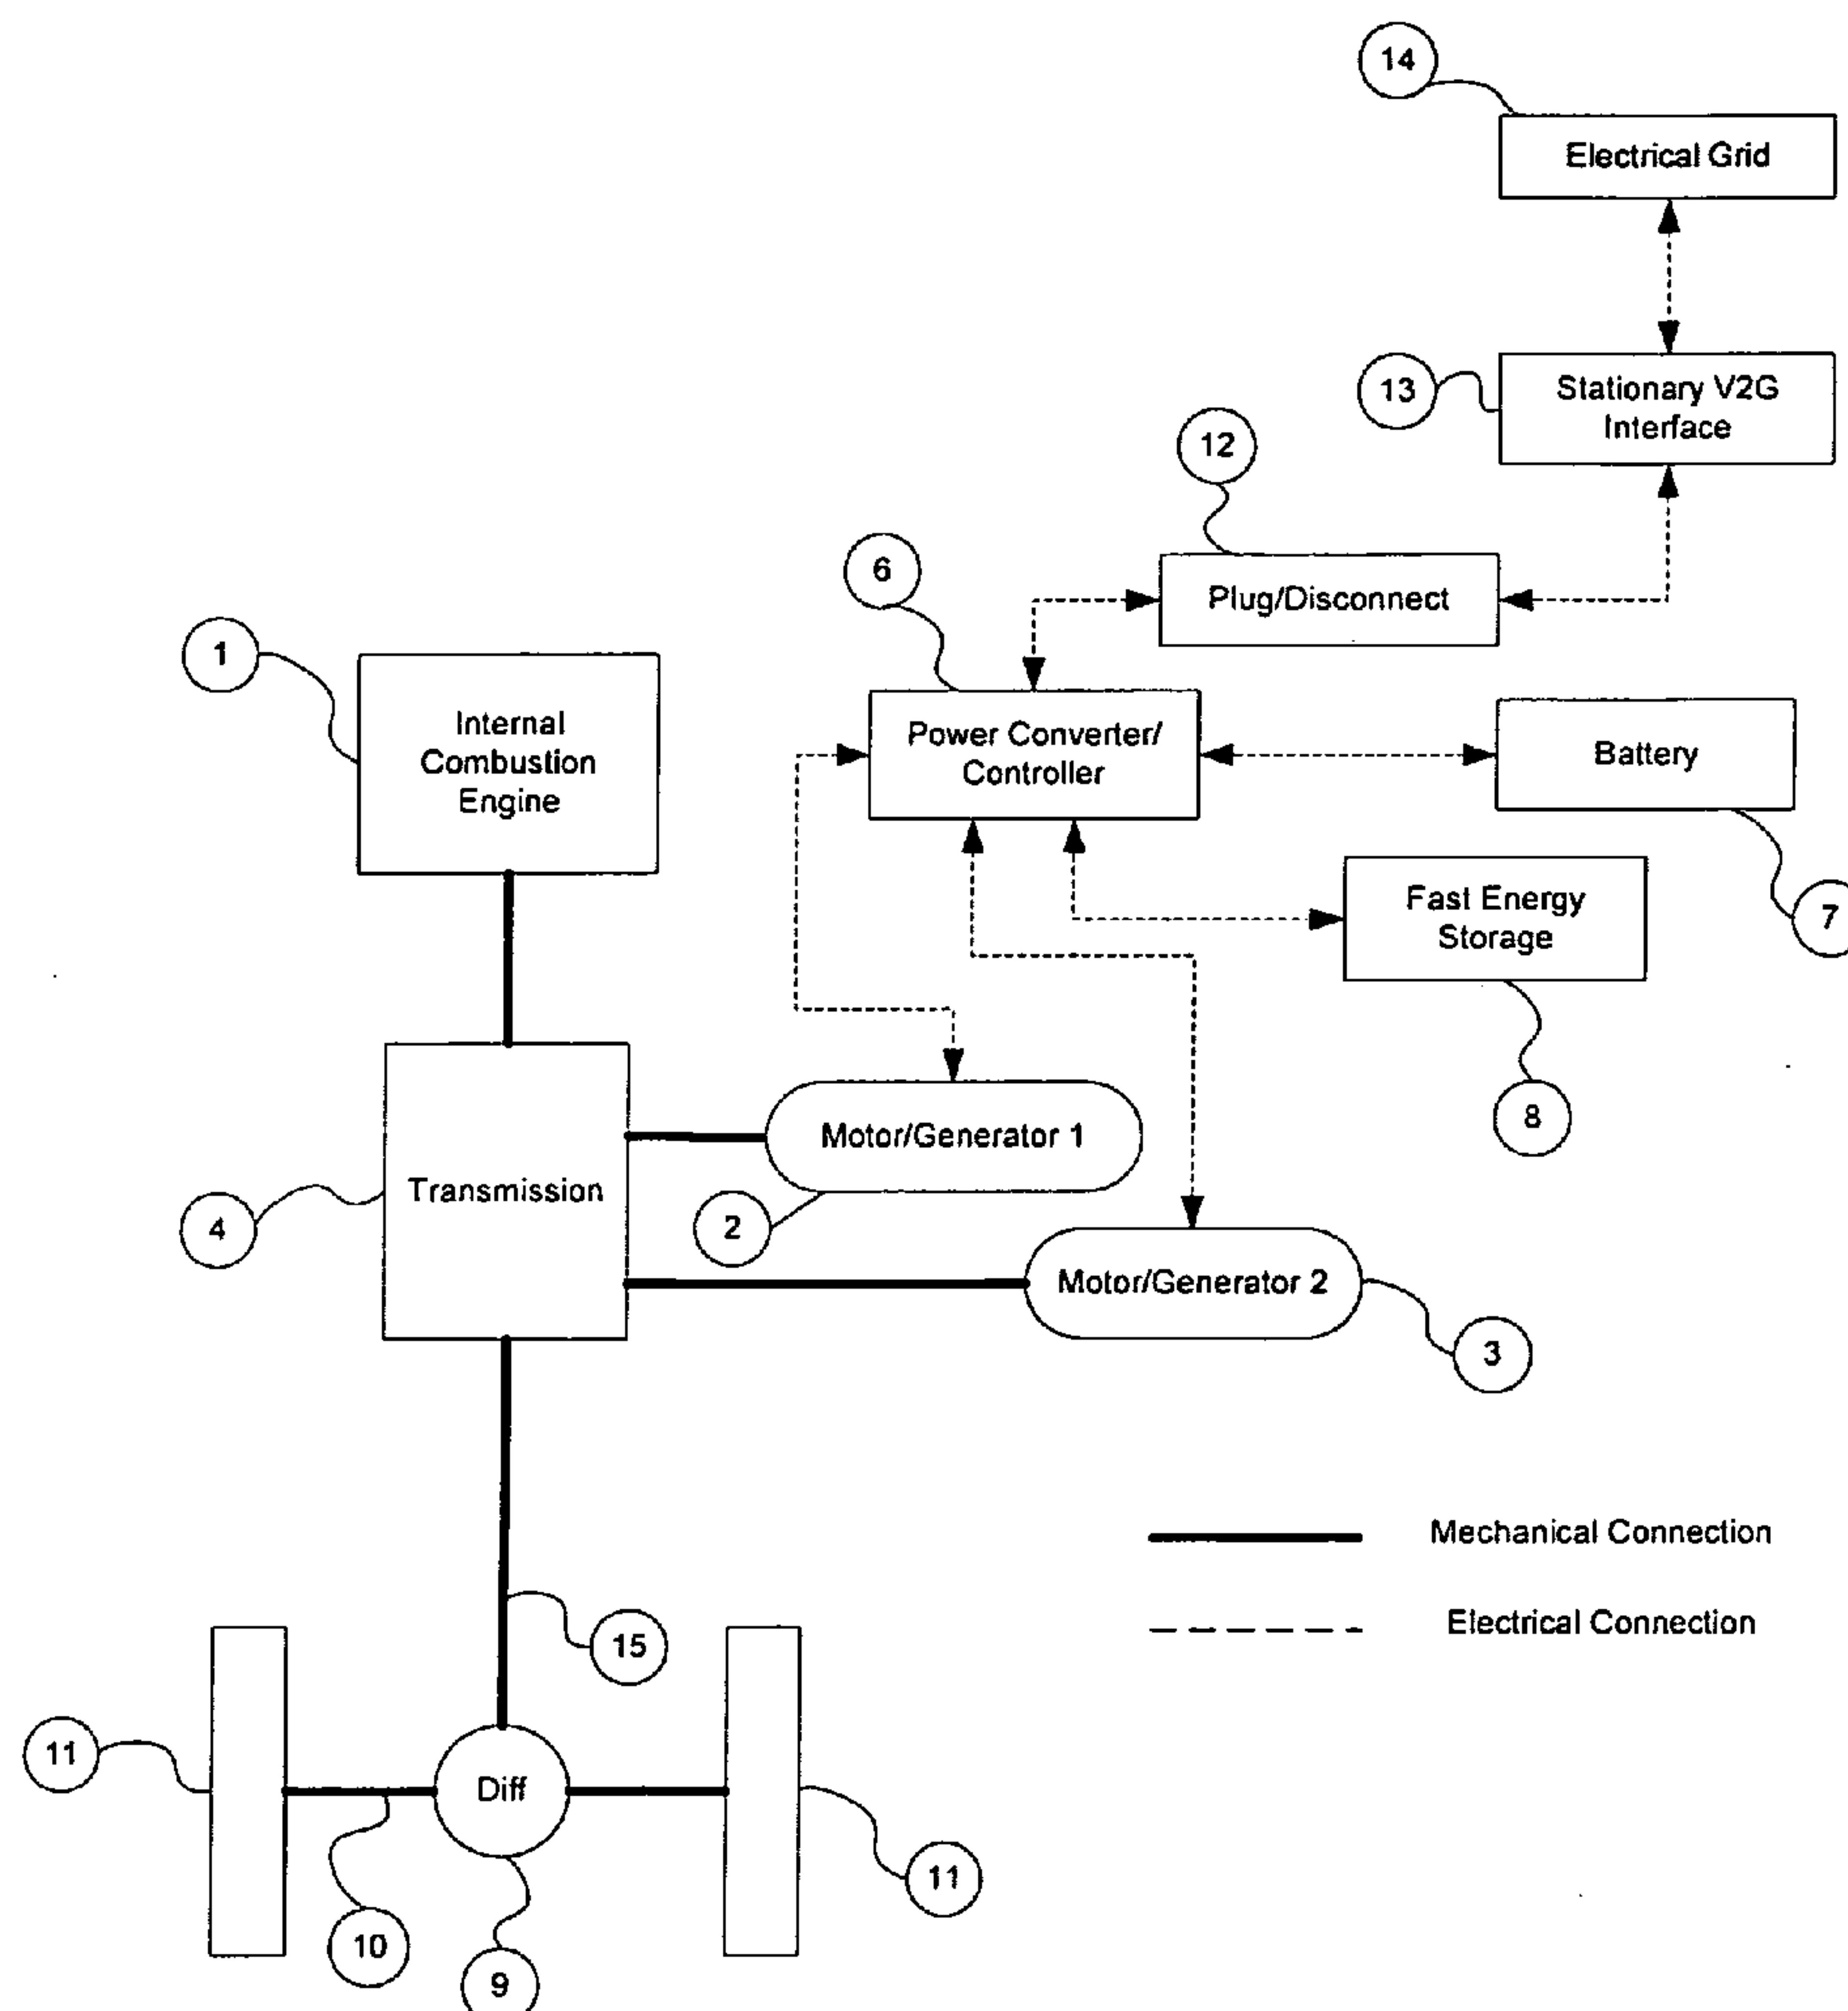 14
Electrical Grid
13
Stationary V2G
Interface
12
Plug/Disconnect
6
Power Converter/
Controller
Battery
7
1
Internal
Combustion
Engine
Fast Energy
Storage
8
Transmission
4
Motor/Generator 1
2
Motor/Generator 2
3
Mechanical Connection
Electrical Connection
15
11
Diff
11
10
9